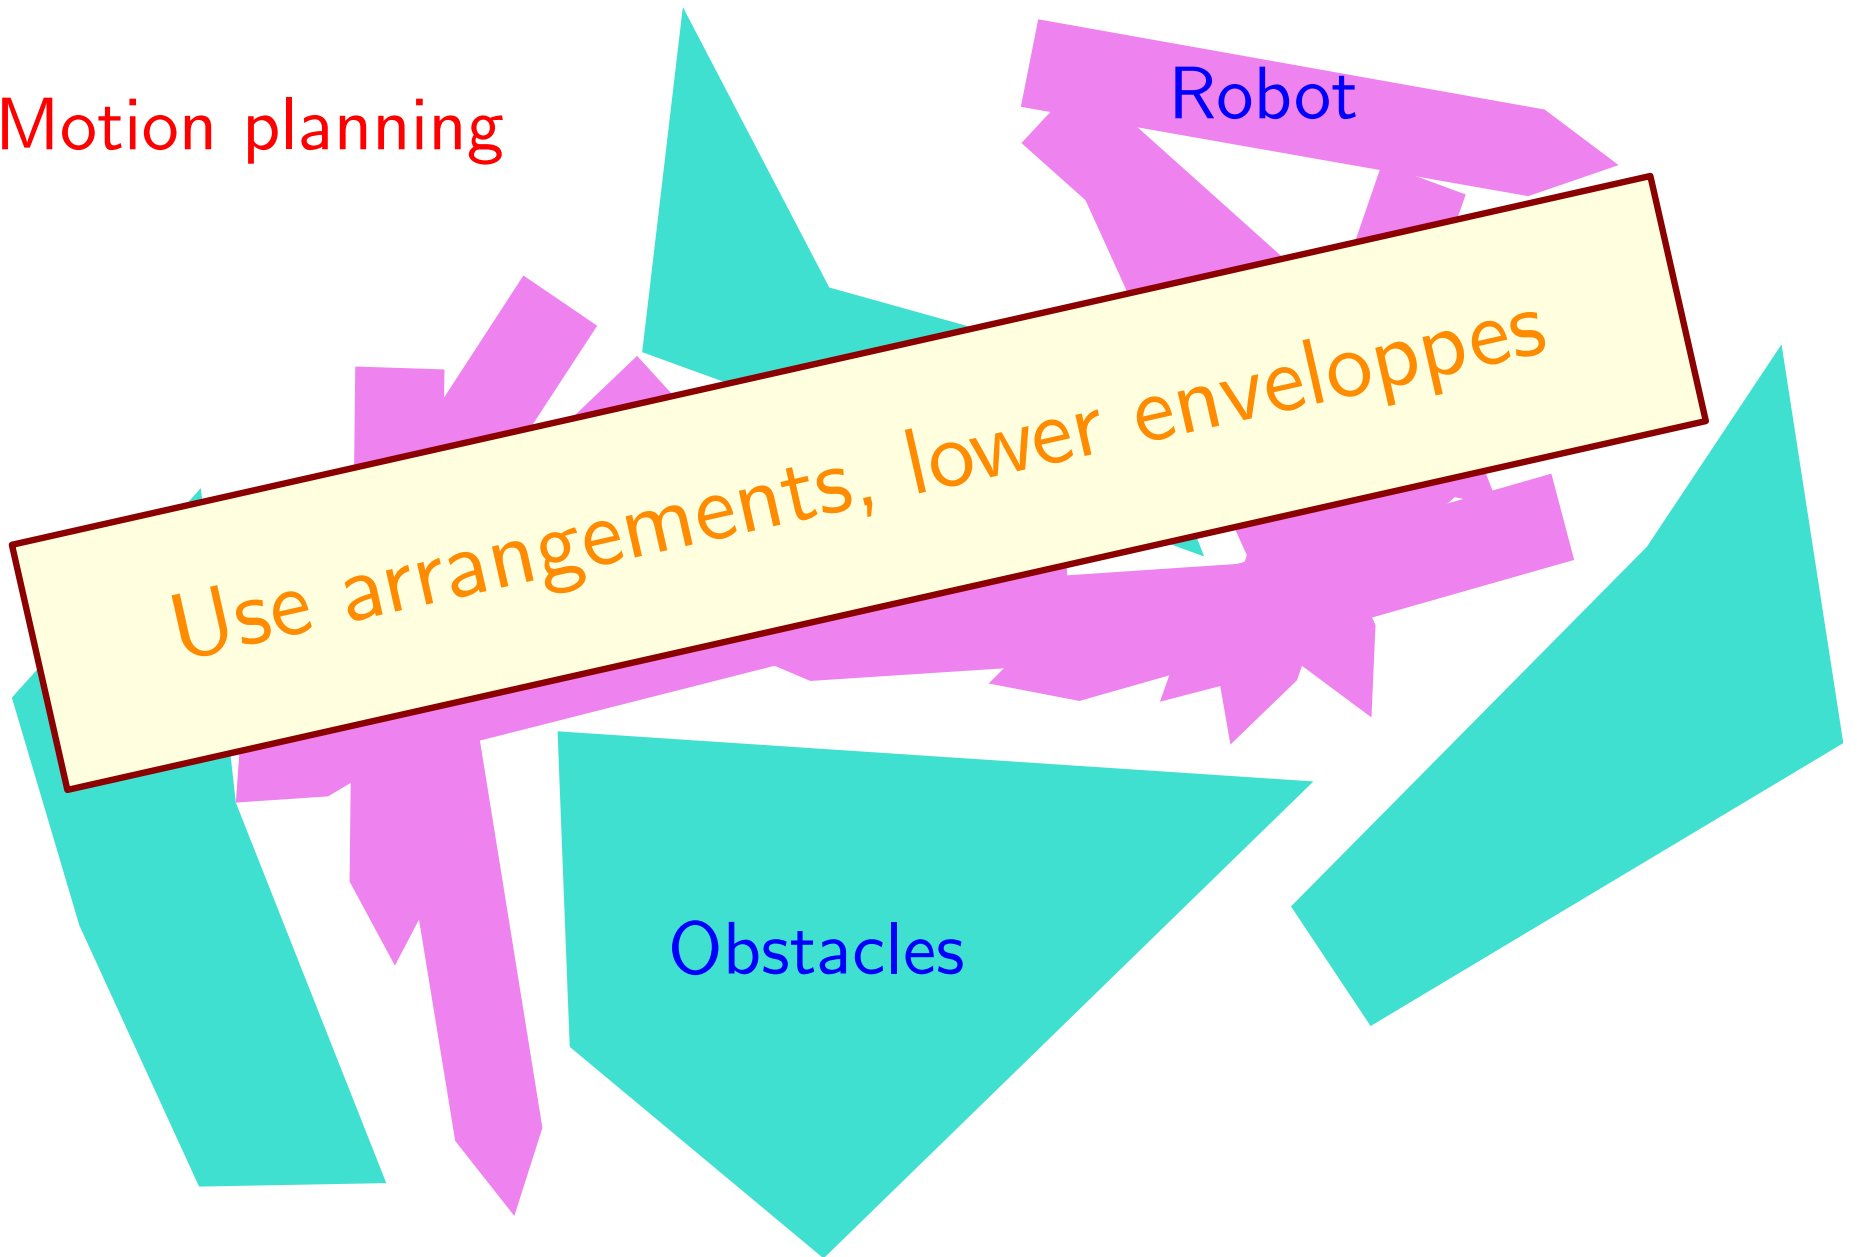 Motion planning
Robot
Use arrangements, lower enveloppes
Obstacles